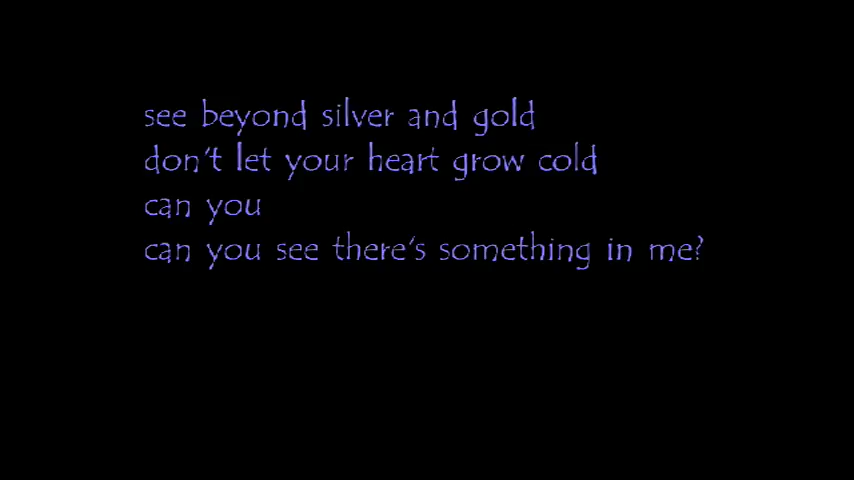 see beyond silver and gold
don't let your heart grow cold
can you
can you see there's something in me?